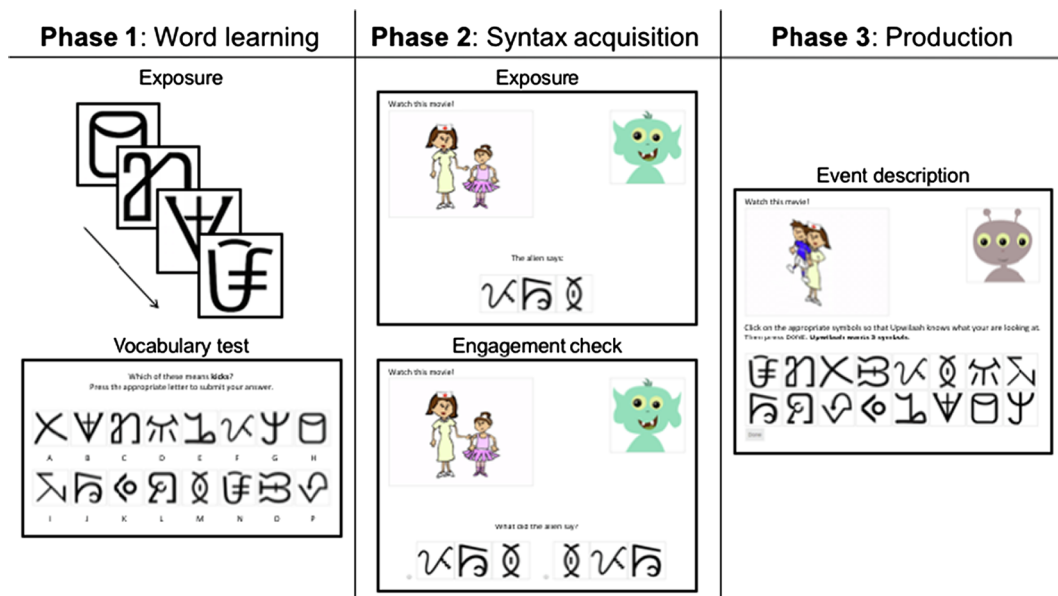 Phase 1: Word learning
Exposure
Vocabulary test
Which of these means kicks?
Press the appropriate letter to submit your answer.
A B C D E F G H
I J K L M N O P
Phase 2: Syntax acquisition
Exposure
Watch this movie!
The alien says:
Engagement check
Watch this movie!
What did the alien say?
Phase 3: Production
Event description
Watch this movie!
Click on the appropriate symbols so that Upwilaah knows what your are looking at.
Then press DONE. Upwilaah wants 3 symbols.
Done